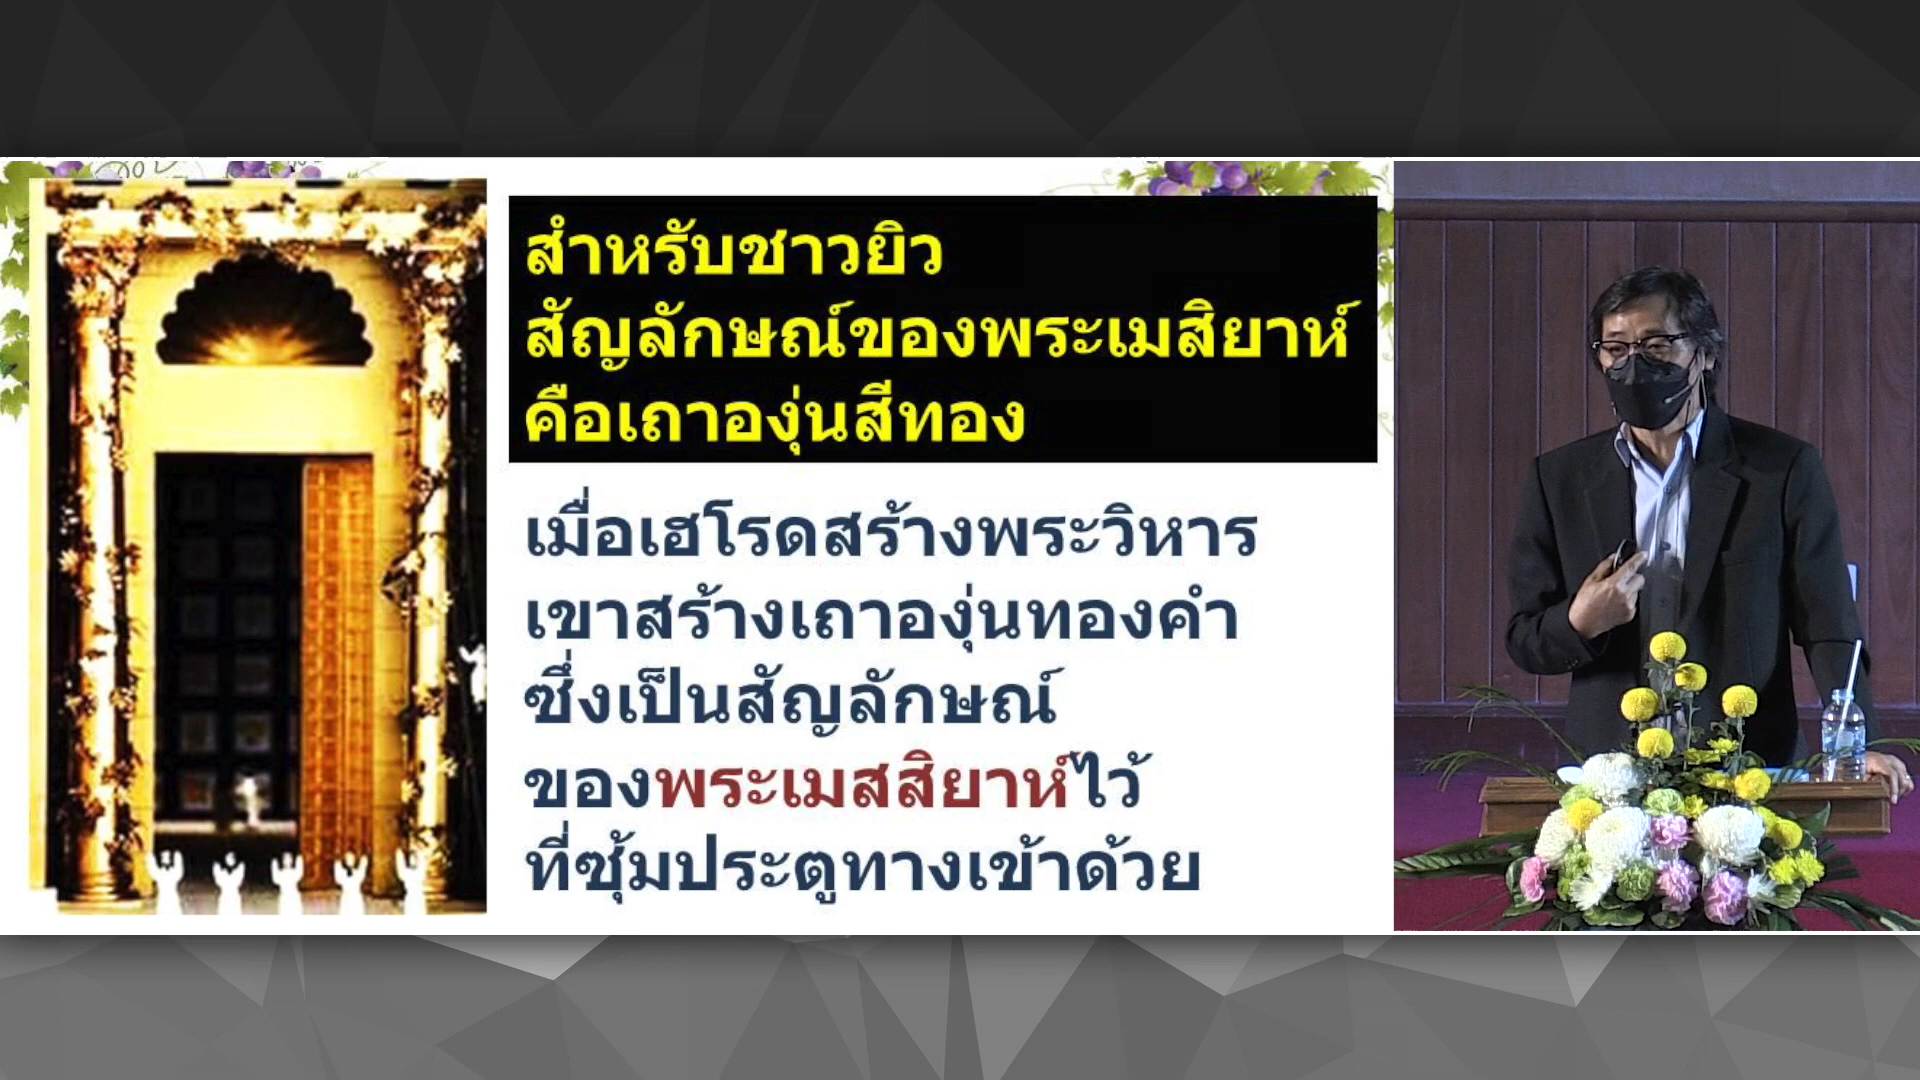 สำหรับชาวยิว
สัญลักษณ์ของพระเมสิยาห์
คือเถาองุ่นสีทอง
เมื่อเฮโรดสร้างพระวิหาร
เขาสร้างเถาองุ่นทองคำ
ซึ่งเป็นสัญลักษณ์
ของพระเมสสิยาห์ไว้
ที่ซุ้มประตูทางเข้าด้วย